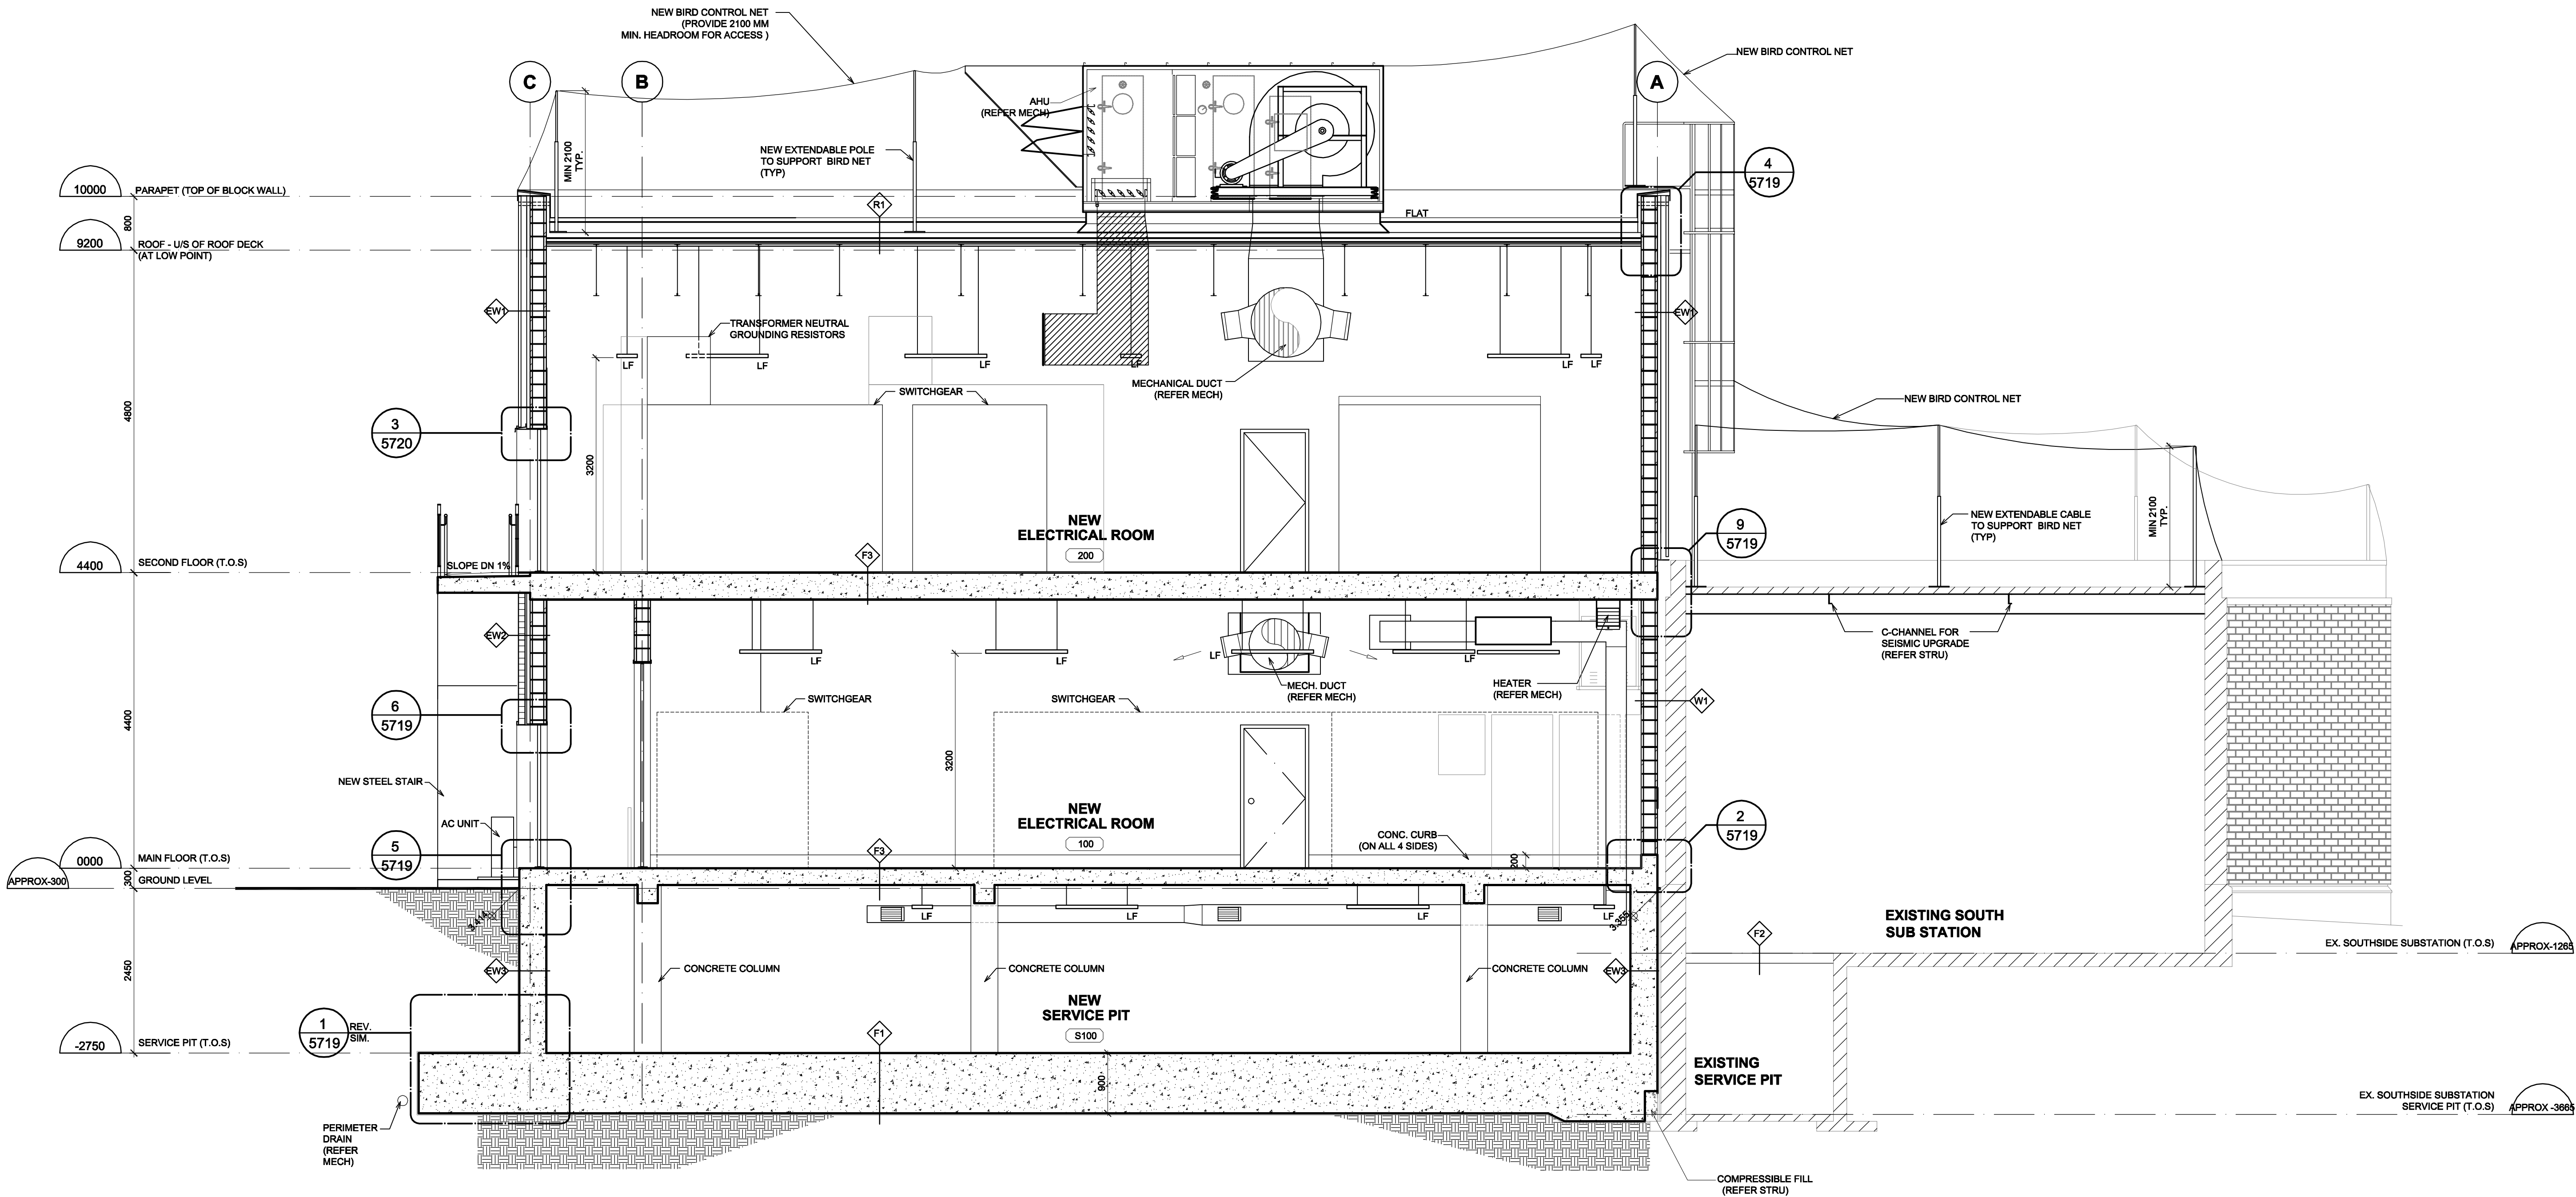 NEW BIRD CONTROL NET
(PROVIDE 2100 MM
MIN. HEADROOM FOR ACCESS )
NEW BIRD CONTROL NET
C
B
A
AHU
(REFER MECH)
MIN 2100
TYP.
NEW EXTENDABLE POLE
TO SUPPORT BIRD NET
(TYP)
4
5719
10000
PARAPET (TOP OF BLOCK WALL)
R1
FLAT
800
9200
ROOF - U/S OF ROOF DECK
(AT LOW POINT)
EW1
EW1
TRANSFORMER NEUTRAL
GROUNDING RESISTORS
LF
LF
LF
LF
LF
LF
MECHANICAL DUCT
(REFER MECH)
SWITCHGEAR
NEW BIRD CONTROL NET
4800
3
5720
3200
MIN 2100
TYP.
NEW EXTENDABLE CABLE
TO SUPPORT BIRD NET
(TYP)
NEW
ELECTRICAL ROOM
200
9
5719
F3
4400
SECOND FLOOR (T.O.S)
SLOPE DN 1%
EW2
C-CHANNEL FOR
SEISMIC UPGRADE
(REFER STRU)
LF
LF
LF
LF
MECH. DUCT
(REFER MECH)
HEATER
(REFER MECH)
SWITCHGEAR
SWITCHGEAR
W1
6
5719
4400
3200
NEW STEEL STAIR
AC UNIT
NEW
ELECTRICAL ROOM
100
CONC. CURB
(ON ALL 4 SIDES)
200
2
5719
5
5719
F3
0000
MAIN FLOOR (T.O.S)
APPROX-300
300
GROUND LEVEL
3.414
LF
LF
LF
LF
3.355
EXISTING SOUTH
SUB STATION
F2
EX. SOUTHSIDE SUBSTATION (T.O.S)
APPROX-1265
2450
EW3
CONCRETE COLUMN
CONCRETE COLUMN
CONCRETE COLUMN
EW3
NEW
SERVICE PIT
S100
1
5719
REV.
SIM.
F1
-2750
SERVICE PIT (T.O.S)
EXISTING
SERVICE PIT
900
EX. SOUTHSIDE SUBSTATION
SERVICE PIT (T.O.S)
APPROX -3665
PERIMETER
DRAIN
(REFER
MECH)
COMPRESSIBLE FILL
(REFER STRU)